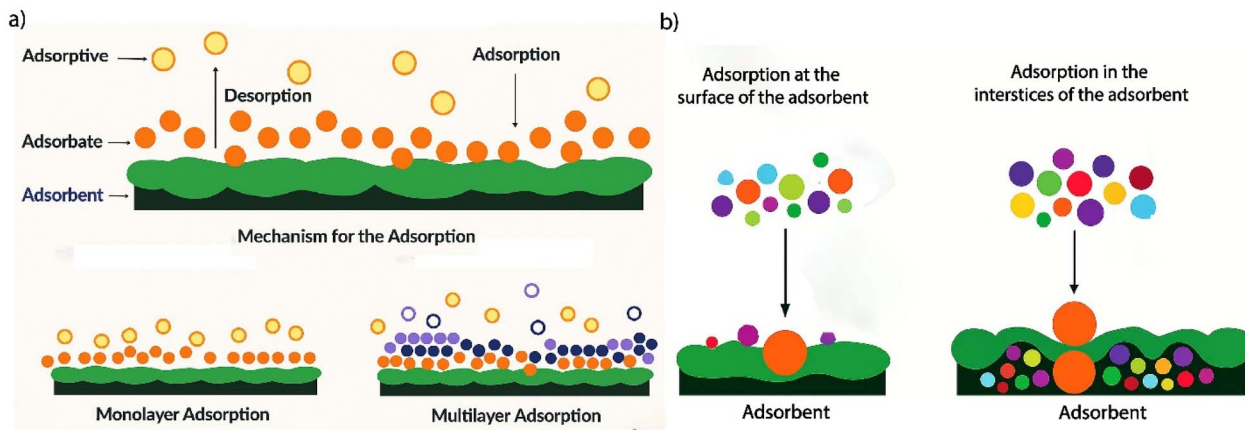 a)
Adsorptive
Adsorption
Desorption
Adsorbate
Adsorbent
Mechanism for the Adsorption
Monolayer Adsorption
Multilayer Adsorption
b)
Adsorption at the
surface of the adsorbent
Adsorption in the
interstices of the adsorbent
Adsorbent
Adsorbent